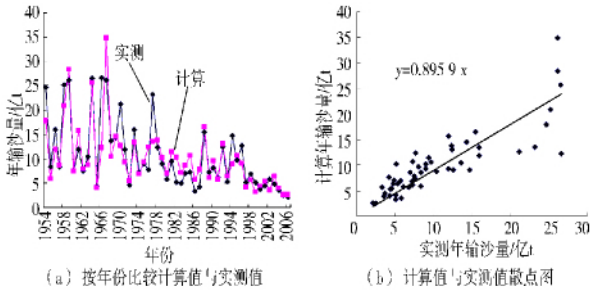 40
35
30
25
20
15
10
5
0
年输沙量/亿t
实测
计算
1954 1958 1962 1966 1970 1974 1978 1982 1986 1990 1994 1998 2002 2006
年份
(a) 按年份比较计算值与实测值
40
35
30
25
20
15
10
5
计算年输沙量/亿t
y=0.895 9 x
0 5 10 15 20 25 30
实测年输沙量/亿t
(b) 计算值与实测值散点图